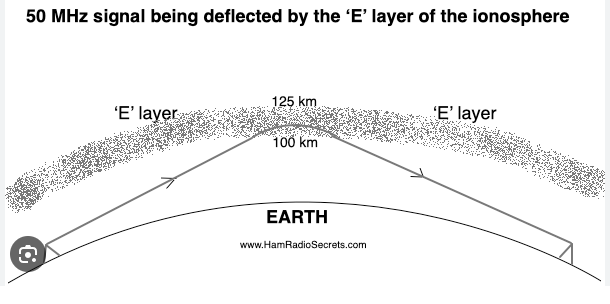 50 MHz signal being deflected by the ‘E’ layer of the ionosphere
125 km
‘E’ layer
‘E’ layer
100 km
EARTH
www.HamRadioSecrets.com